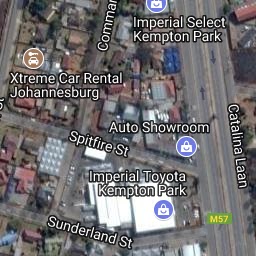 Imperial Select
Kempton Park
Comma
Xtreme Car Rental
Johannesburg
Catalina Laan
Auto Showroom
Spitfire St
Imperial Toyota
Kempton Park
M57
Sunderland St